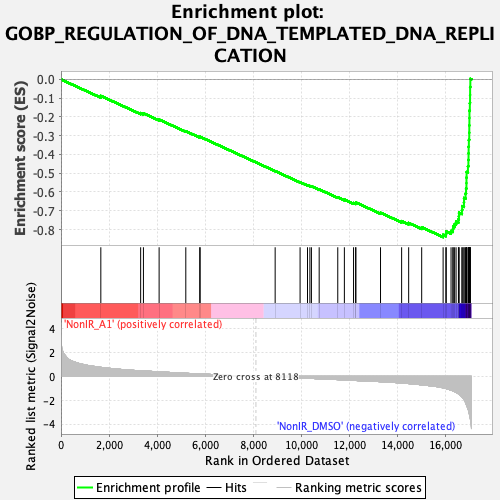 Enrichment plot:
GOBP_REGULATION_OF_DNA_TEMPLATED_DNA_REPLI
CATION
Enrichment score (ES)
0.0
-0.1
-0.2
-0.3
-0.4
-0.5
-0.6
-0.7
-0.8
'NonIR_A1' (positively correlated)
Ranked list metric (Signal2Noise)
4
2
0
-2
-4
Zero cross at 8118
'NonIR_DMSO' (negatively correlated)
0
2,000
4,000
6,000
8,000
10,000
12,000
14,000
16,000
Rank in Ordered Dataset
Enrichment profile
Hits
Ranking metric scores